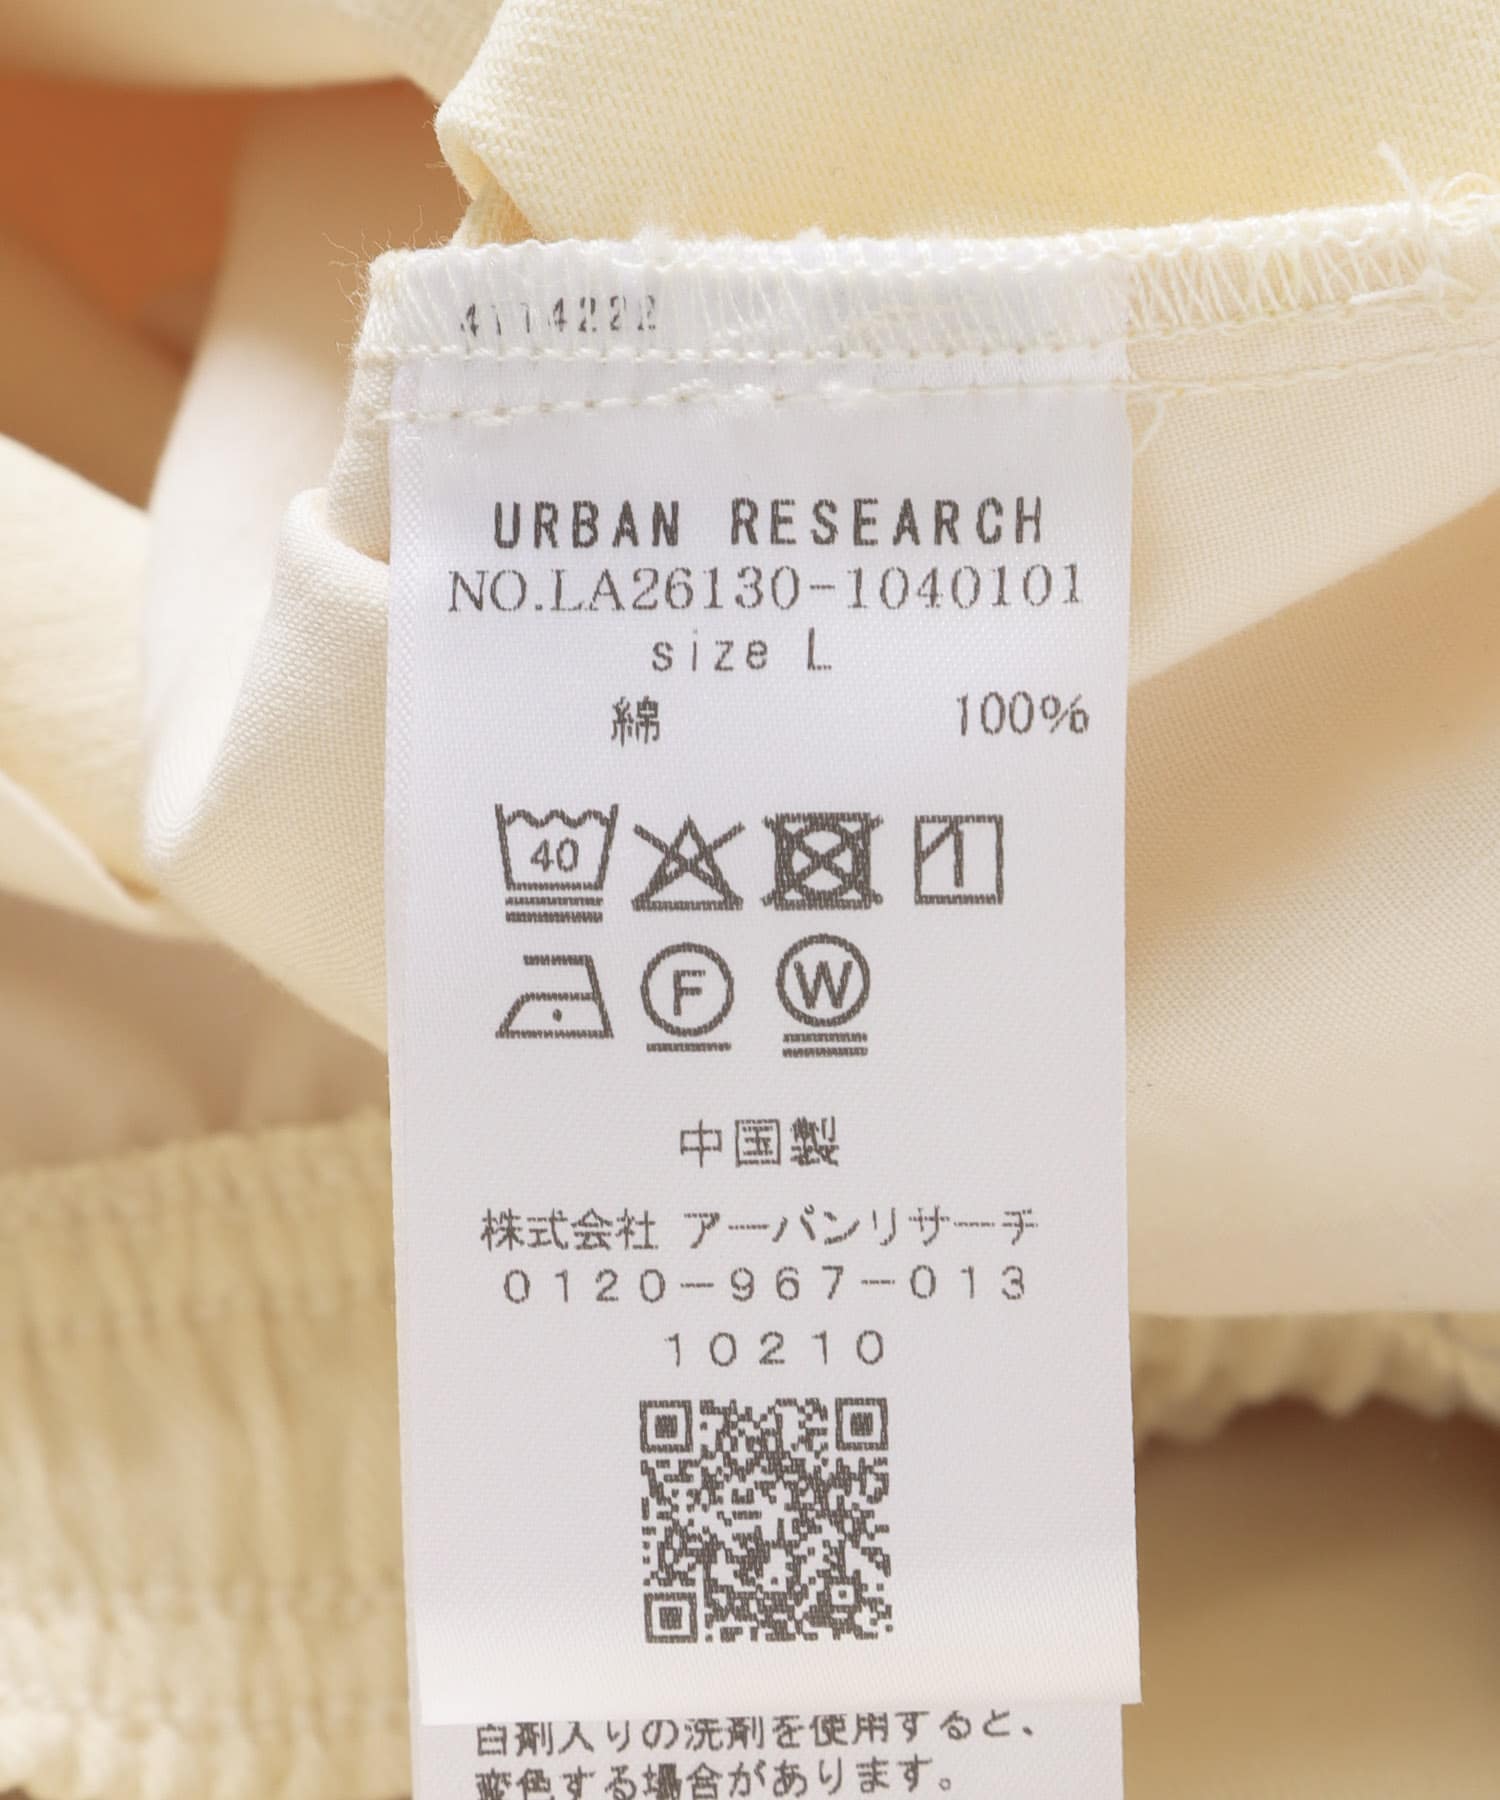 4114222
URBAN RESEARCH
NO.LA26130-1040101
size L
綿 100%
40
F
W
中国製
株式会社 アーバンリサーチ
0120-967-013
10210
白剤入りの洗剤を使用すると、
変色する場合があります。